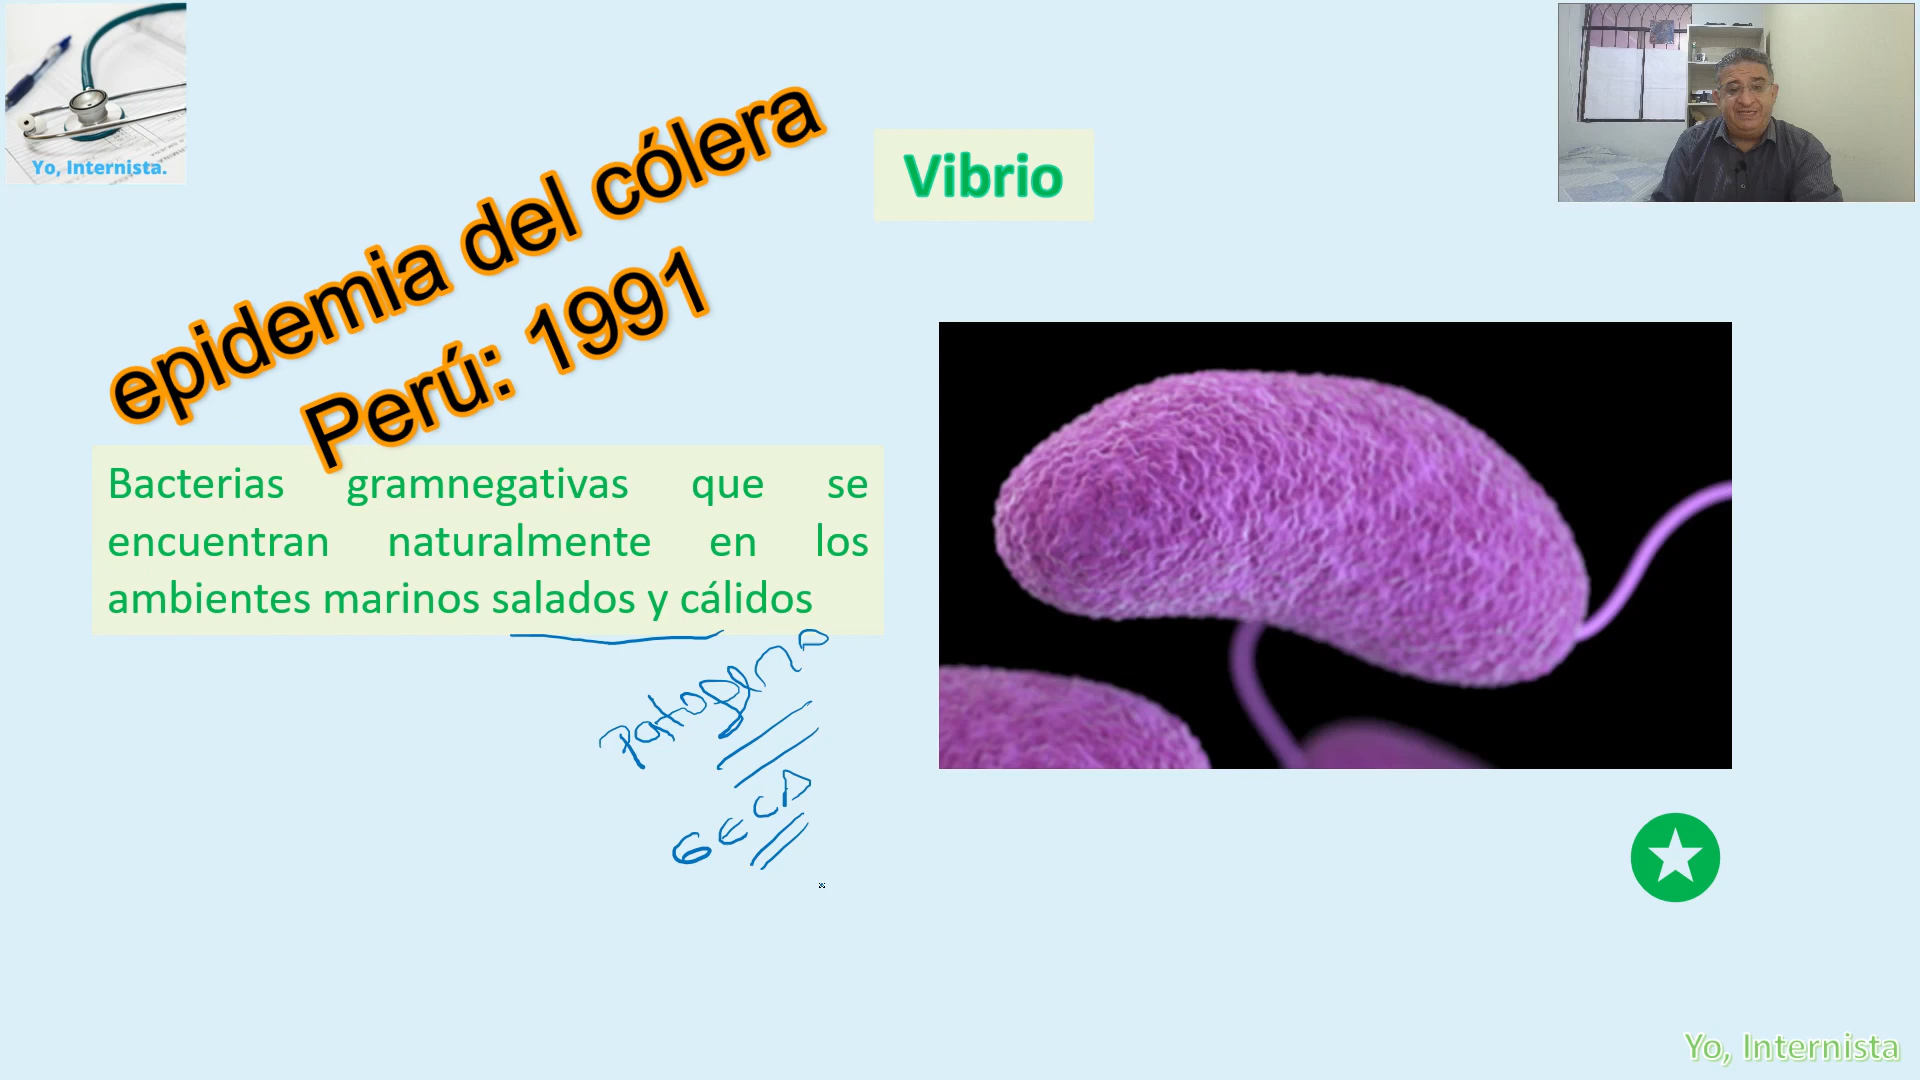 Yo, Internista.
epidemia del cólera
Perú: 1991
Vibrio
Bacterias gramnegativas que se
encuentran naturalmente en los
ambientes marinos salados y cálidos
Patogeno
GECA
Yo, Internista